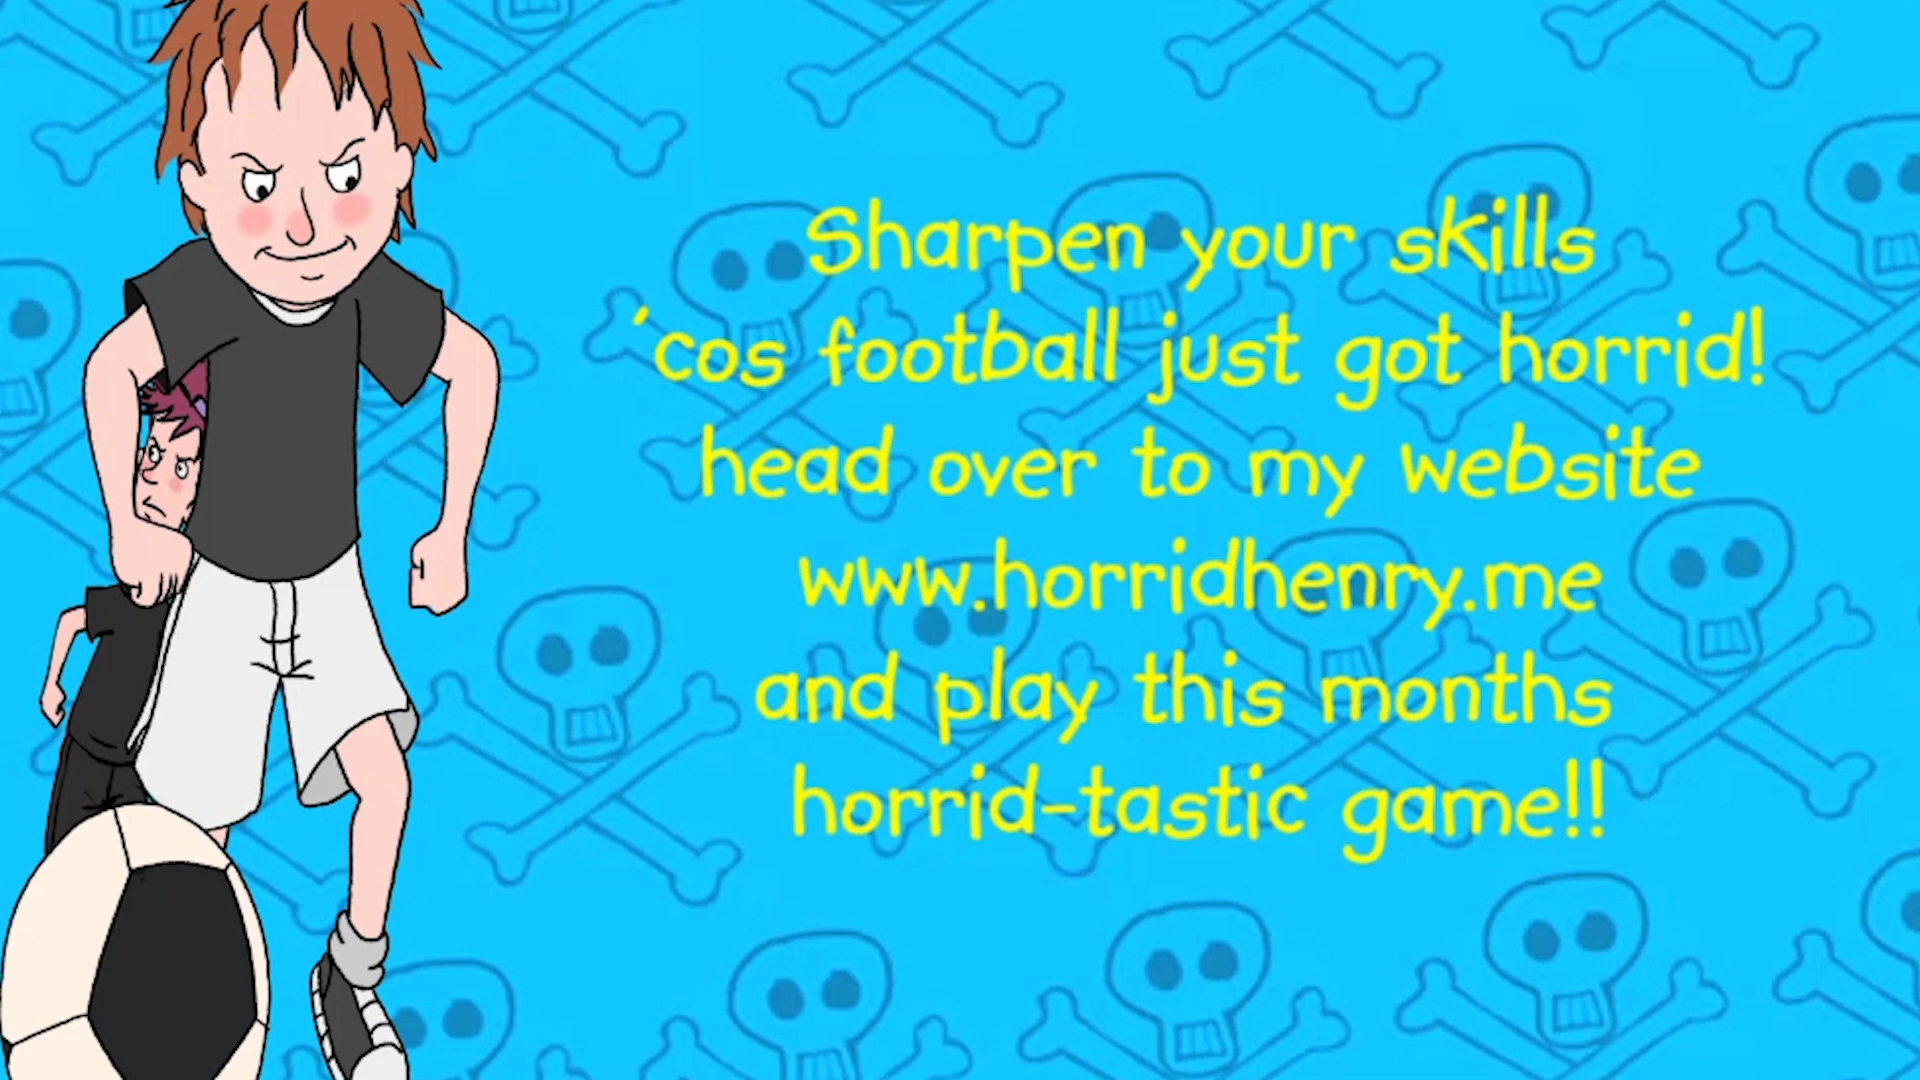 Sharpen your skills
'cos football just got horrid!
head over to my website
www.horridhenry.me
and play this months
horrid-tastic game!!